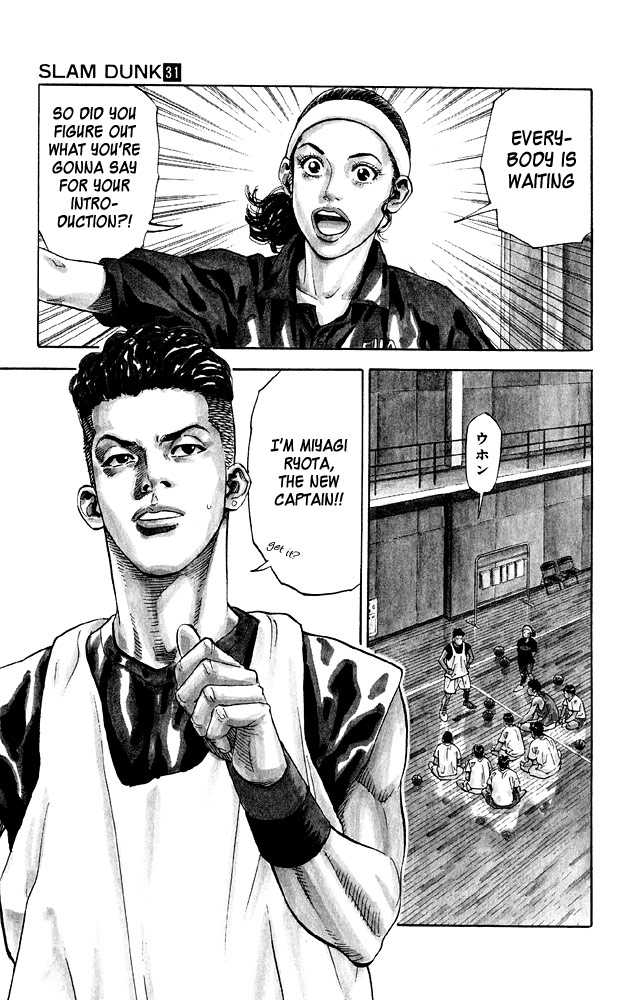 SLAM DUNK 31
EVERY-
BODY IS
WAITING
SO DID YOU
FIGURE OUT
WHAT YOU'RE
GONNA SAY
FOR YOUR
INTRO-
DUCTION?!
ウホン
I'M MIYAGI
RYOTA,
THE NEW
CAPTAIN!!
got it?